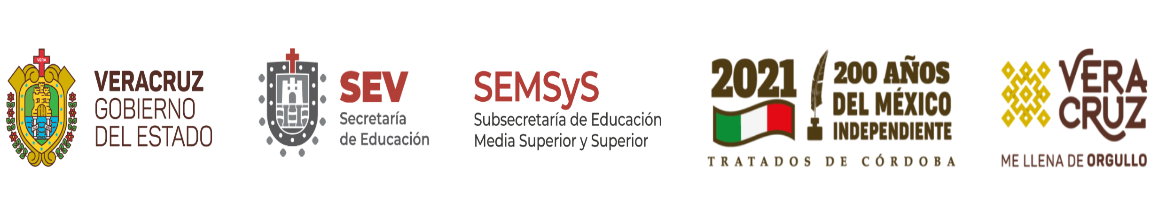 VERACRUZ
GOBIERNO
DEL ESTADO
SEV
Secretaría
de Educación
SEMSyS
Subsecretaría de Educación
Media Superior y Superior
2021
200 AÑOS
DEL MÉXICO
INDEPENDIENTE
TRATADOS DE CÓRDOBA
VERA
CRUZ
ME LLENA DE ORGULLO